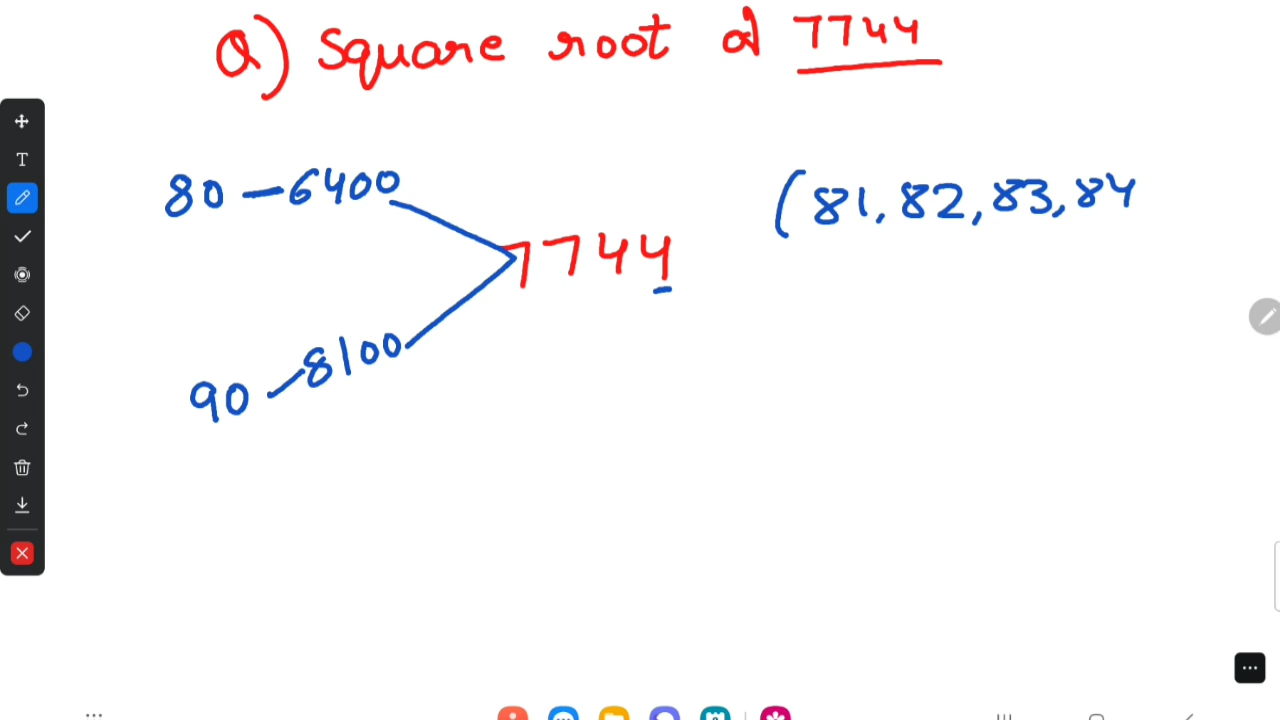 Q) Square root of 7744
80 — 6400
7744
(81, 82, 83, 84
90 — 8100
T